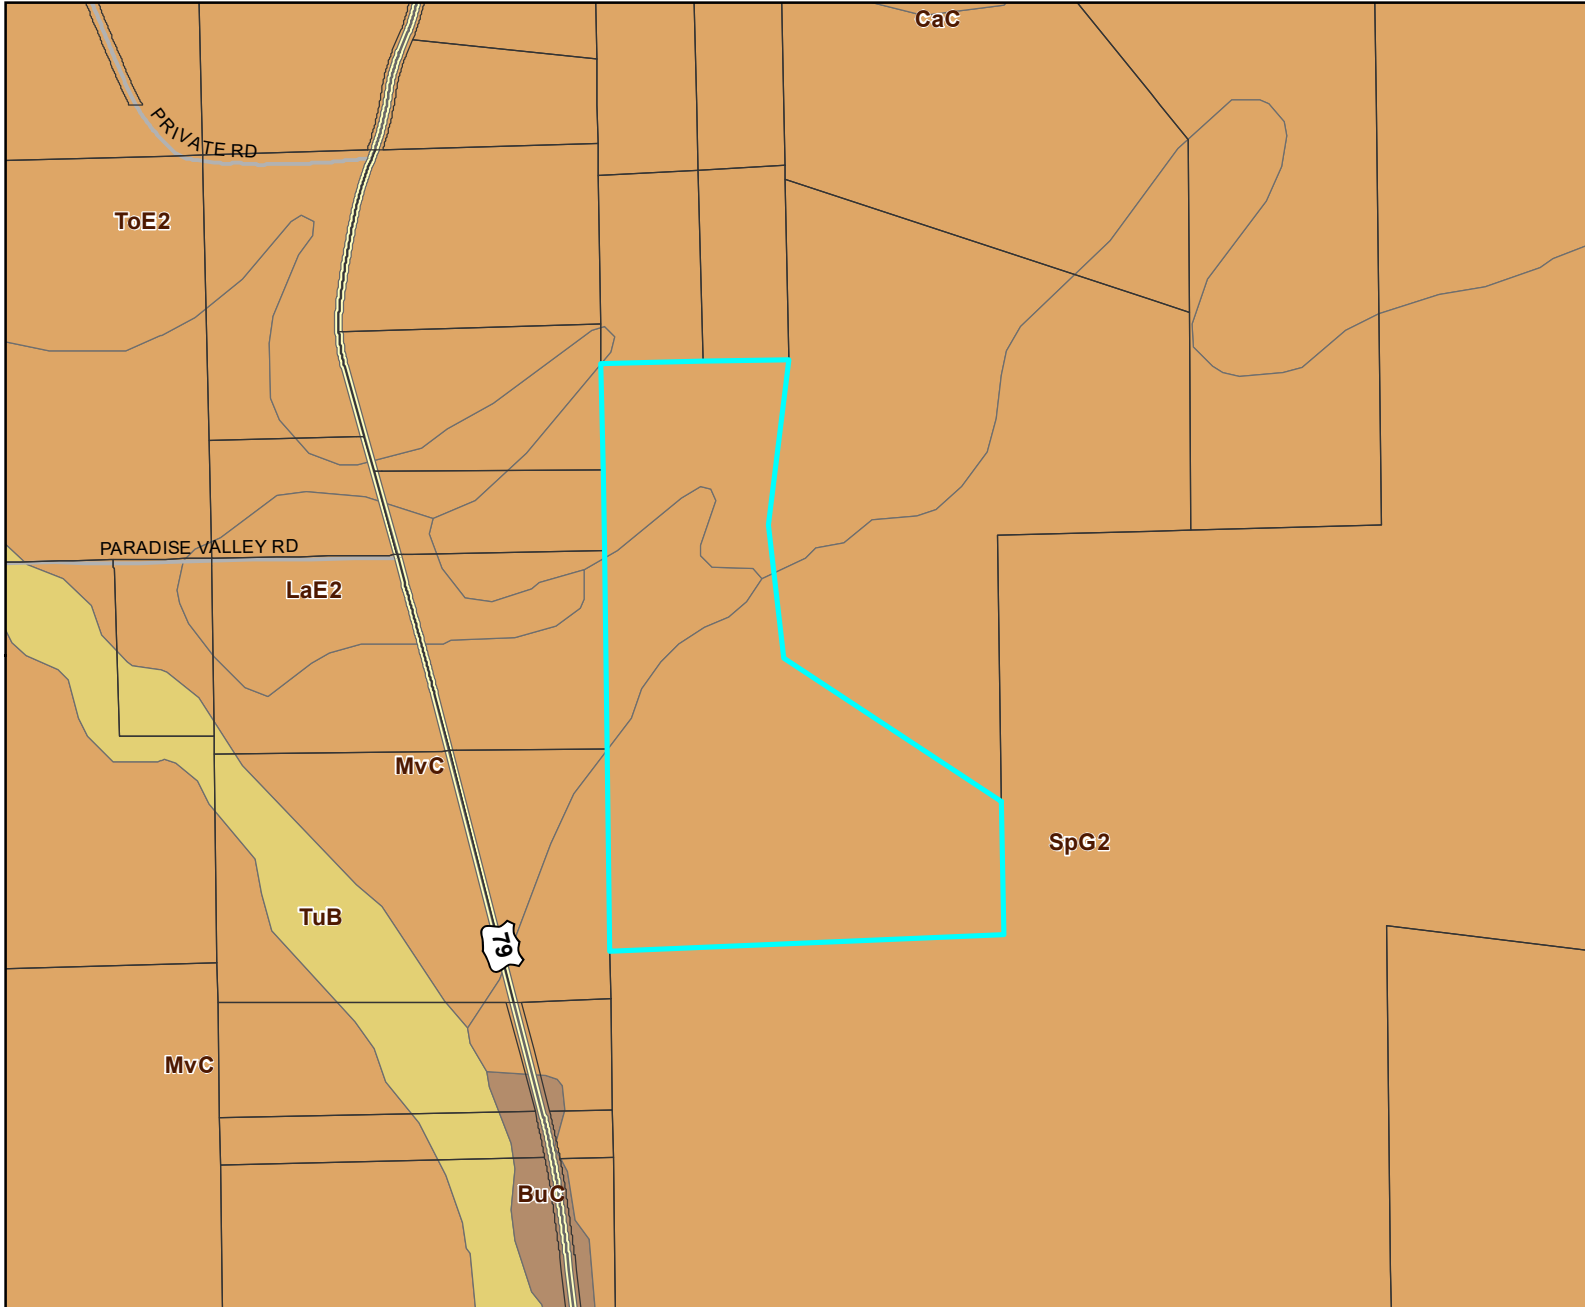 CaC
PRIVATE RD
ToE2
PARADISE VALLEY RD
LaE2
MvC
SpG2
TuB
79
MvC
BuC